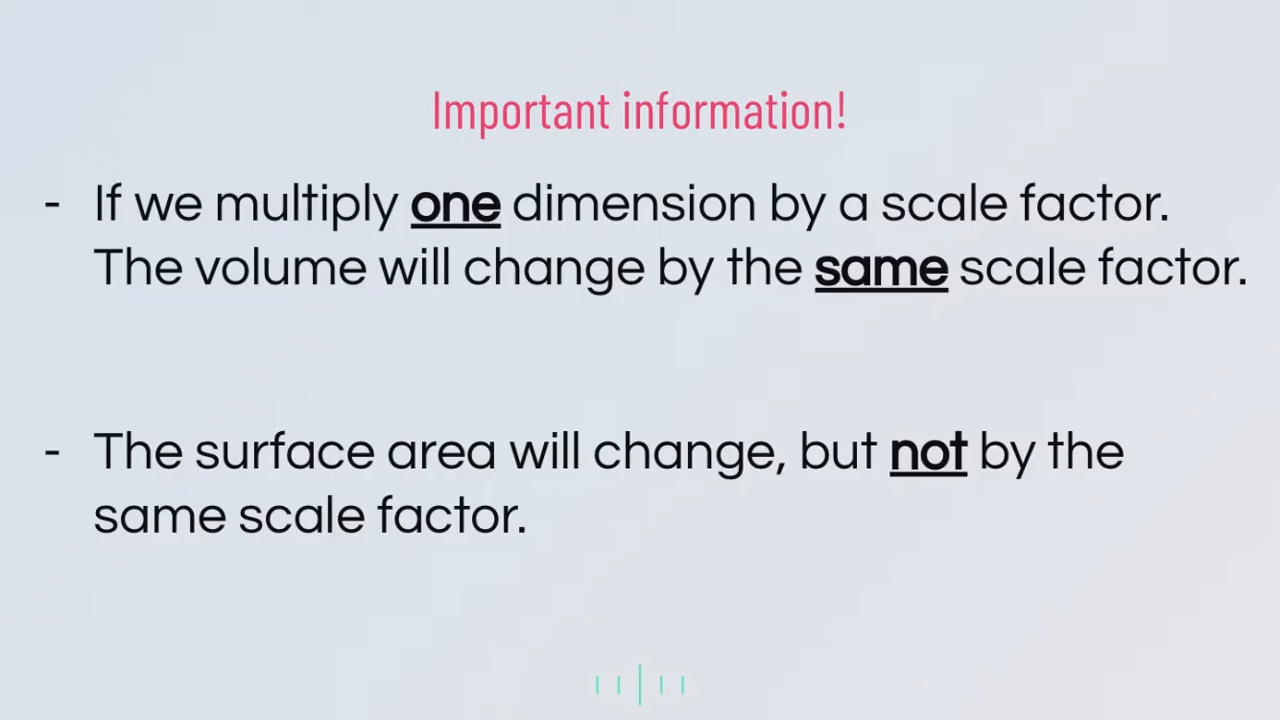 Important information!
- If we multiply one dimension by a scale factor.
The volume will change by the same scale factor.
- The surface area will change, but not by the
same scale factor.